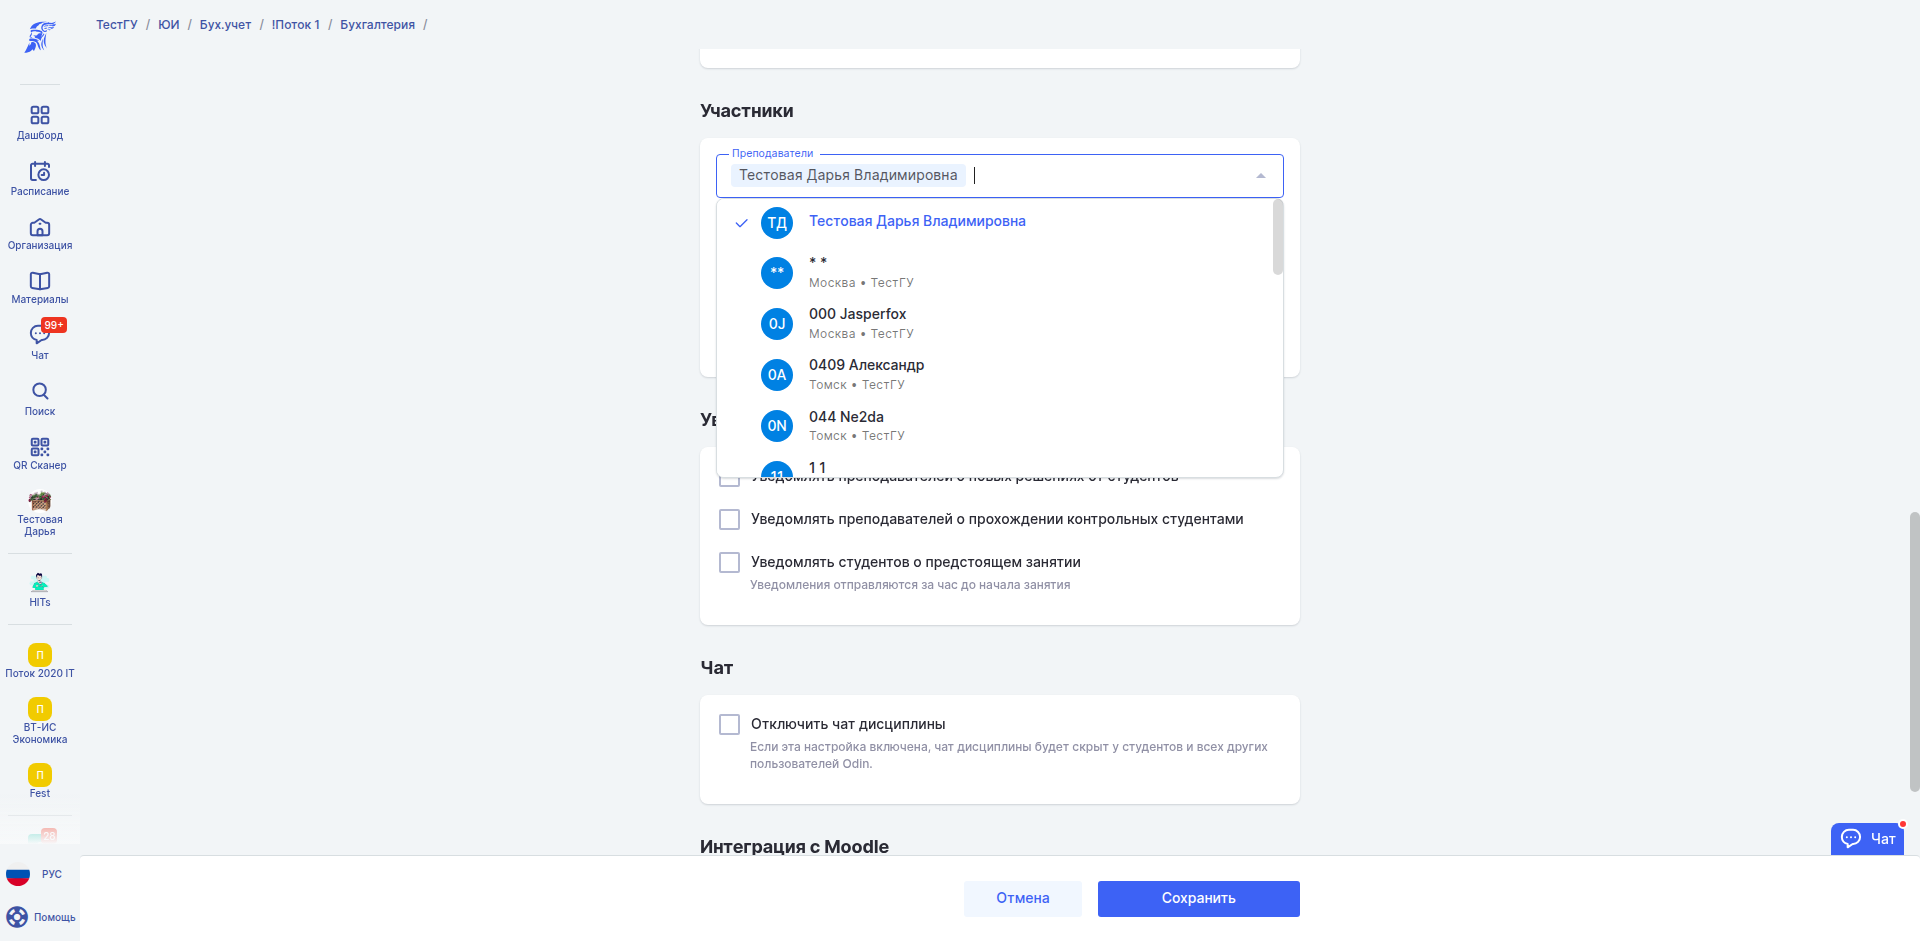 ТестГУ / ЮИ / Бух.учет / !Поток 1 / Бухгалтерия /
Дашборд
Расписание
Организация
Материалы
99+
Чат
Поиск
QR Сканер
Тестовая
Дарья
HITs
П
Поток 2020 IT
П
ВТ-ИС
Экономика
П
Fest
28
РУС
Помощь
Участники
Преподаватели
Тестовая Дарья Владимировна
ТД Тестовая Дарья Владимировна
** * *
Москва • ТестГУ
0J 000 Jasperfox
Москва • ТестГУ
0А 0409 Александр
Томск • ТестГУ
0N 044 Ne2da
Томск • ТестГУ
11 1 1
Ув
Уведомлять преподавателей о новых решениях от студентов
Уведомлять преподавателей о прохождении контрольных студентами
Уведомлять студентов о предстоящем занятии
Уведомления отправляются за час до начала занятия
Чат
Отключить чат дисциплины
Если эта настройка включена, чат дисциплины будет скрыт у студентов и всех других
пользователей Odin.
Интеграция с Moodle
Чат
Отмена
Сохранить